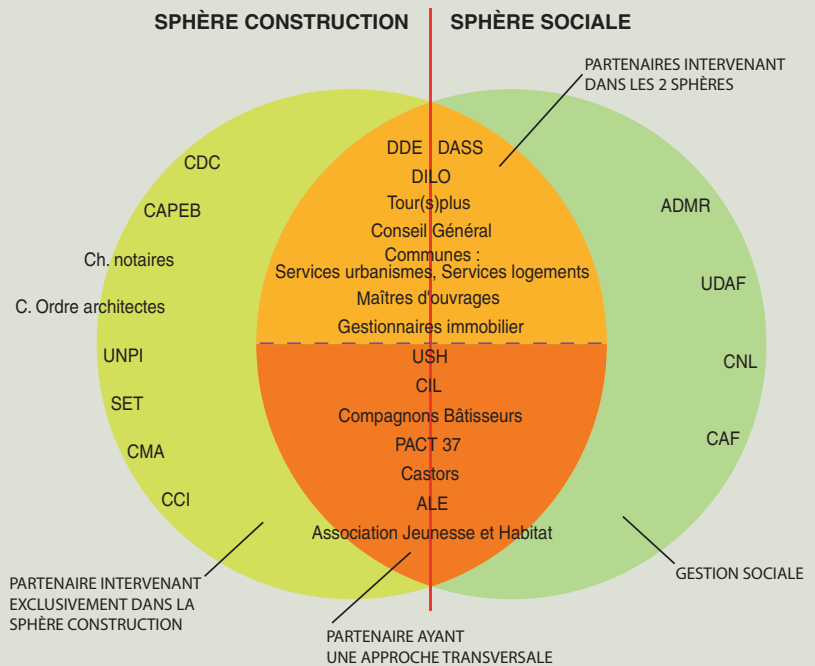 SPHÈRE CONSTRUCTION
SPHÈRE SOCIALE
PARTENAIRES INTERVENANT
DANS LES 2 SPHÈRES
CDC
CAPEB
Ch. notaires
C. Ordre architectes
UNPI
SET
CMA
CCI
DDE
DASS
DILO
Tour(s)plus
Conseil Général
Communes :
Services urbanismes, Services logements
Maîtres d'ouvrages
Gestionnaires immobilier
USH
CIL
Compagnons Bâtisseurs
PACT 37
Castors
ALE
Association Jeunesse et Habitat
ADMR
UDAF
CNL
CAF
PARTENAIRE INTERVENANT
EXCLUSIVEMENT DANS LA
SPHÈRE CONSTRUCTION
PARTENAIRE AYANT
UNE APPROCHE TRANSVERSALE
GESTION SOCIALE